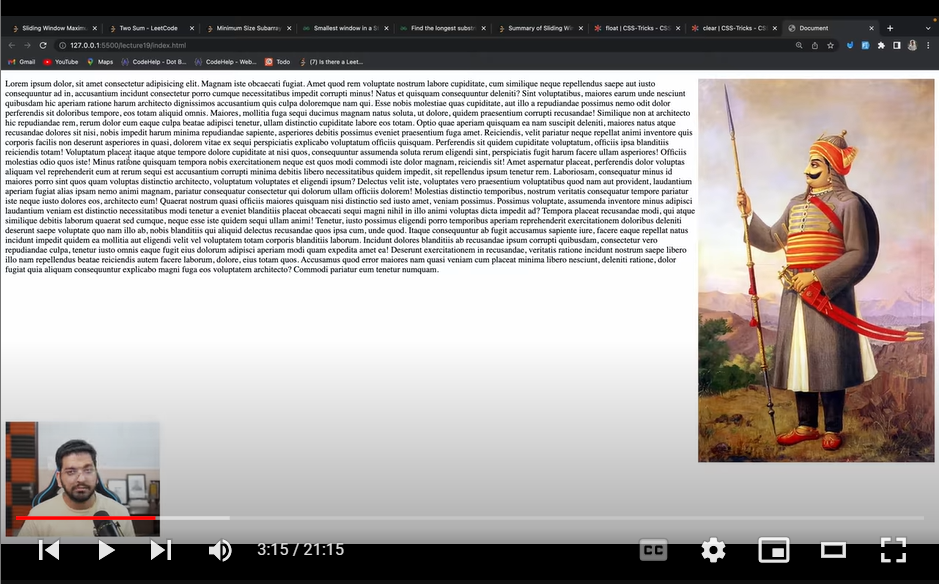 Sliding Window Maxim
Two Sum - LeetCode
Minimum Size Subarray
Smallest window in a S
Find the longest subst
Summary of Sliding Wi
float | CSS-Tricks - CSS
clear | CSS-Tricks - CSS
Document
127.0.0.1:5500/lecture19/index.html
Gmail
YouTube
Maps
CodeHelp - Dot B...
CodeHelp - Web...
Todo
(7) Is there a Leet...
Lorem ipsum dolor, sit amet consectetur adipisicing elit. Magnam iste obcaecati fugiat. Amet quod rem voluptate nostrum labore cupiditate, cum similique neque repellendus saepe aut iusto
consequuntur ad in, accusantium incidunt consectetur porro cumque necessitatibus impedit corrupti minus! Natus et quisquam consequuntur deleniti? Sint voluptatibus, maiores earum unde nesciunt
quibusdam hic aperiam ratione harum architecto dignissimos accusantium quis culpa doloremque nam qui. Esse nobis molestiae quas cupiditate, aut illo a repudiandae possimus nemo odit dolor
perferendis sit doloribus tempore, eos totam aliquid omnis. Maiores, mollitia fuga sequi ducimus magnam natus soluta, ut dolore, quidem praesentium corrupti recusandae! Similique non at architecto
hic repudiandae rem, rerum dolor eum eaque culpa beatae adipisci tenetur, ullam distinctio cupiditate labore eos totam. Optio quae aperiam quisquam ea nam suscipit deleniti, maiores natus atque
recusandae dolores sit nisi, nobis impedit harum minima repudiandae sapiente, asperiores debitis possimus eveniet praesentium fuga amet. Reiciendis, velit pariatur neque repellat animi inventore quis
corporis facilis non deserunt asperiores in quasi, dolorem vitae ex sequi perspiciatis explicabo voluptatum officiis quisquam. Perferendis sit quidem cupiditate voluptatum, officiis ipsa blanditiis
reiciendis totam! Voluptatum placeat itaque atque tempore dolore cupiditate at nisi quos, consequuntur assumenda soluta rerum eligendi sint, perspiciatis fugit harum facere ullam asperiores! Officiis
molestias odio quos iste! Minus ratione quisquam tempora nobis exercitationem neque est quos modi commodi iste dolor magnam, reiciendis sit! Amet aspernatur placeat, perferendis dolor voluptas
aliquam vel reprehenderit eum at rerum sequi est accusantium corrupti minima debitis libero necessitatibus quidem impedit, sit repellendus ipsum tenetur rem. Laboriosam, consequatur minus id
maiores porro sint quos quam voluptas distinctio architecto, voluptatum voluptates et eligendi ipsum? Delectus velit iste, voluptates vero praesentium voluptatibus quod nam aut provident, laudantium
aperiam fugiat alias ipsam nemo animi magnam, pariatur consequatur consectetur qui dolorum ullam officiis dolorem! Molestias distinctio temporibus, nostrum veritatis consequatur tempore pariatur
iste neque iusto dolores eos, architecto eum! Quaerat nostrum quasi officiis maiores quisquam nisi distinctio sed iusto amet, veniam possimus. Possimus voluptate, assumenda inventore minus adipisci
laudantium veniam est distinctio necessitatibus modi tenetur a eveniet blanditiis placeat obcaecati sequi magni nihil in illo animi voluptas dicta impedit ad? Tempora placeat recusandae modi, qui atque
similique debitis laborum quaerat sed cumque, neque esse iste quidem sequi ullam animi! Tenetur, iusto possimus eligendi porro temporibus aperiam reprehenderit exercitationem doloribus deleniti
deserunt saepe voluptate quo nam illo ab, nobis blanditiis qui aliquid delectus recusandae quos ipsa cum, unde quod. Itaque consequuntur ab fugit accusamus sapiente iure, facere eaque repellat natus
incidunt impedit quidem ea mollitia aut eligendi velit vel voluptatem totam corporis blanditiis laborum. Incidunt dolores blanditiis ab recusandae ipsum corrupti blanditiis, consectetur vero
repudiandae culpa, tenetur iusto omnis eaque fugit eius dolorum adipisci aperiam modi quam expedita amet ea! Deserunt exercitationem in recusandae, veniam quibusdam similique debitis quo libero
illo nam repellendus beatae reiciendis autem facere laborum, dolore, eius totam quos. Accusamus quod error maiores nam quasi veniam cum placeat minima libero nesciunt, deleniti ratione, dolor
fugiat quia aliquam consequuntur explicabo magni fuga eos voluptatem architecto? Commodi pariatur eum tenetur numquam.
3:15 / 21:15
CC